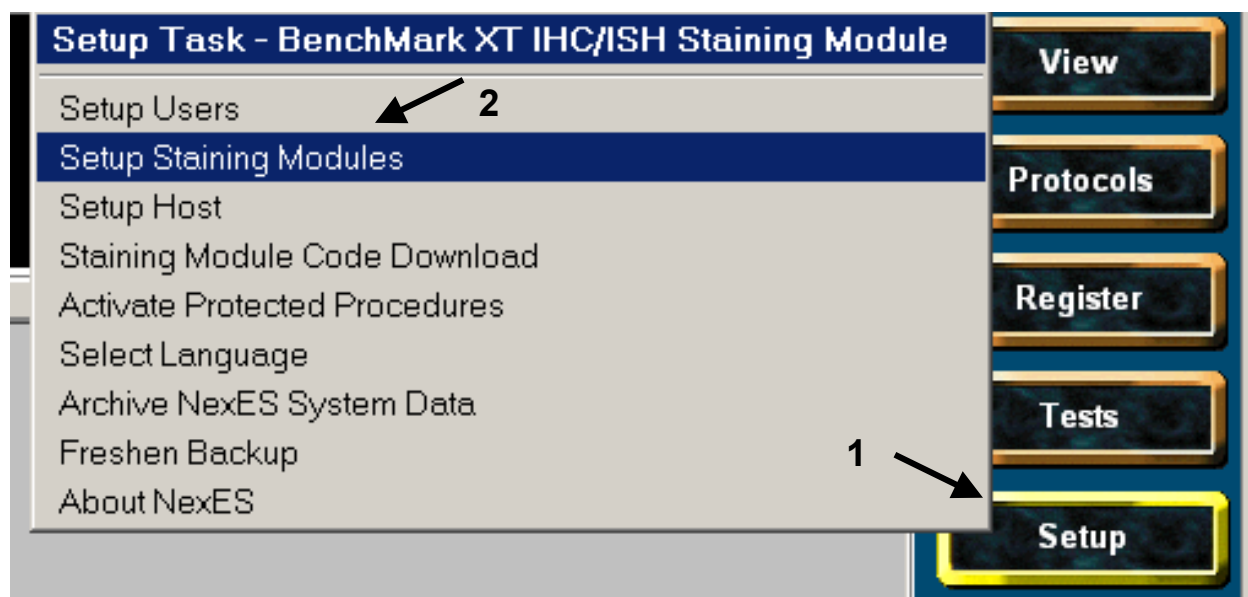 Setup Task - BenchMark XT IHC/ISH Staining Module
Setup Users
2
Setup Staining Modules
Setup Host
Staining Module Code Download
Activate Protected Procedures
Select Language
Archive NexES System Data
Freshen Backup
About NexES
1
View
Protocols
Register
Tests
Setup